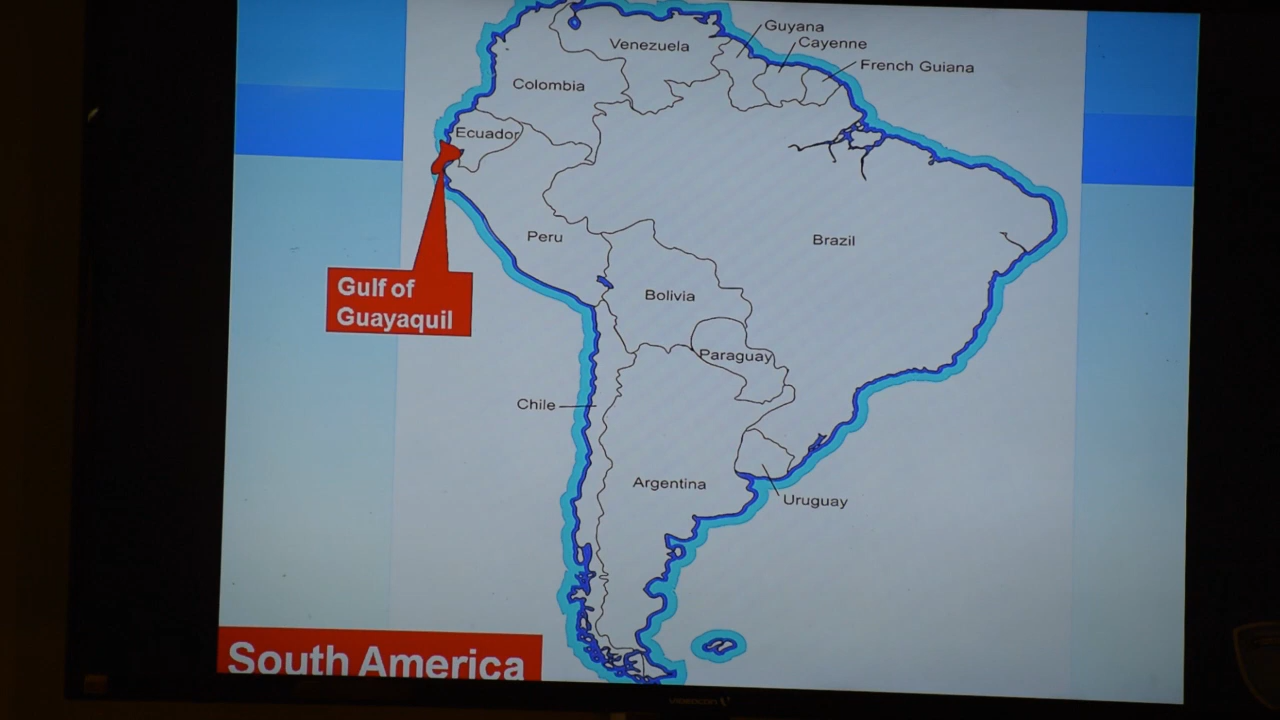 Guyana
Cayenne
Venezuela
French Guiana
Colombia
Ecuador
Peru
Brazil
Gulf of
Guayaquil
Bolivia
Paraguay
Chile
Argentina
Uruguay
South America